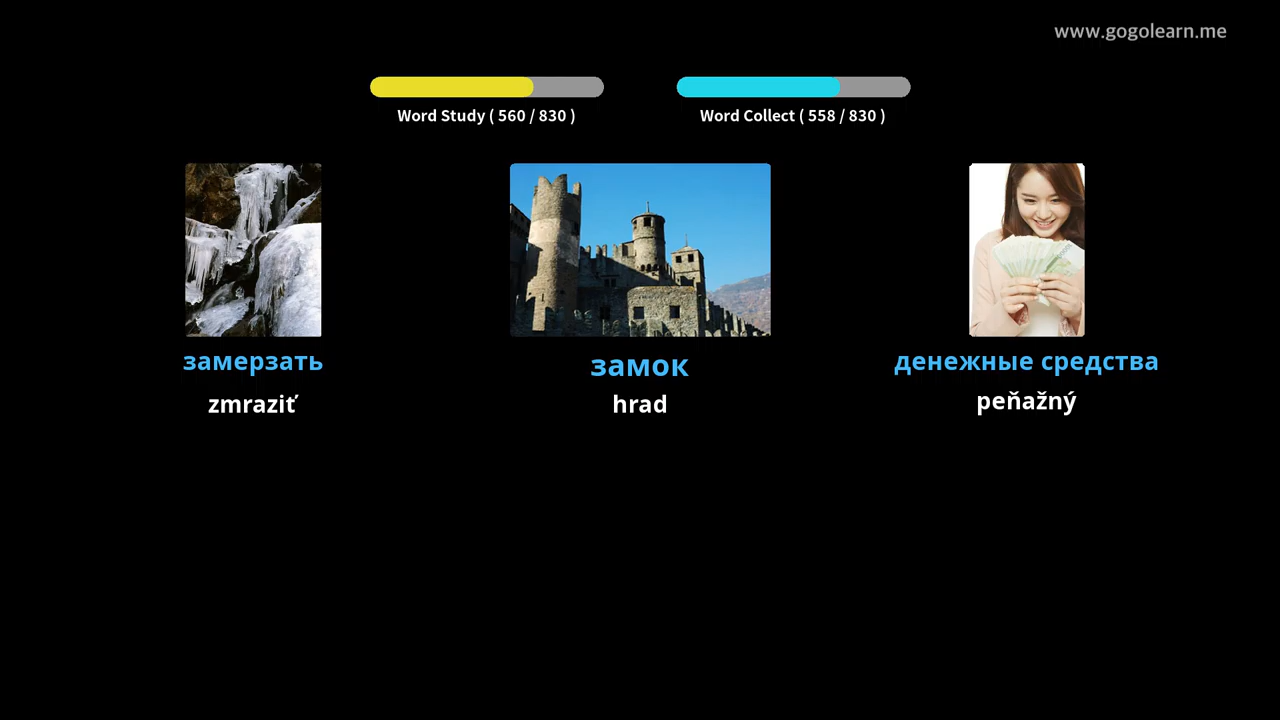 www.gogolearn.me
Word Study ( 560 / 830 )
Word Collect ( 558 / 830 )
замерзать
замок
денежные средства
zmraziť
hrad
peňažný